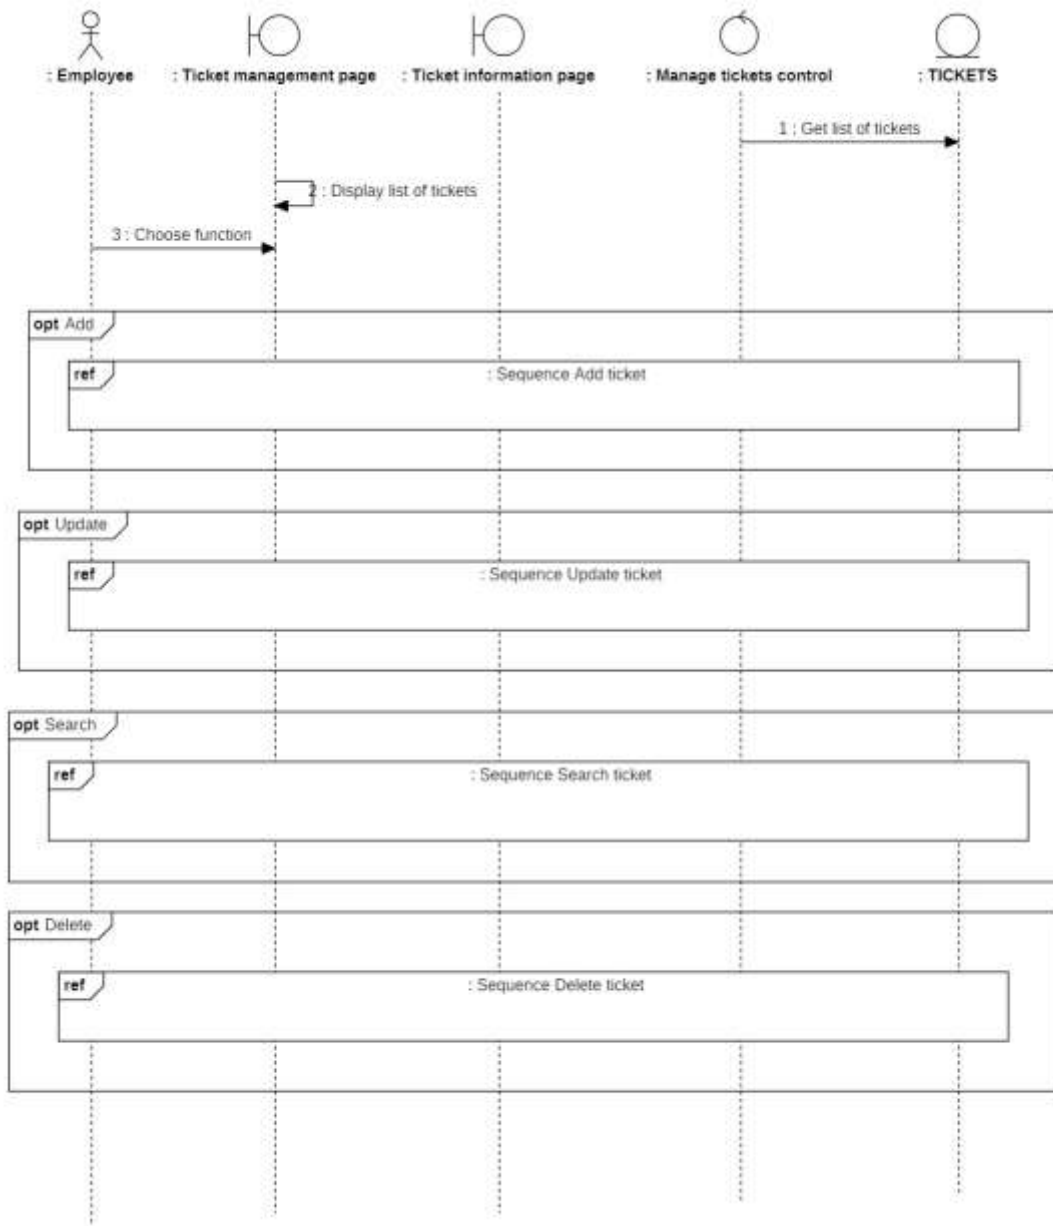 : Employee
: Ticket management page
: Ticket information page
: Manage tickets control
: TICKETS
1 : Get list of tickets
2 : Display list of tickets
3 : Choose function
opt Add
ref
: Sequence Add ticket
opt Update
ref
: Sequence Update ticket
opt Search
ref
: Sequence Search ticket
opt Delete
ref
: Sequence Delete ticket